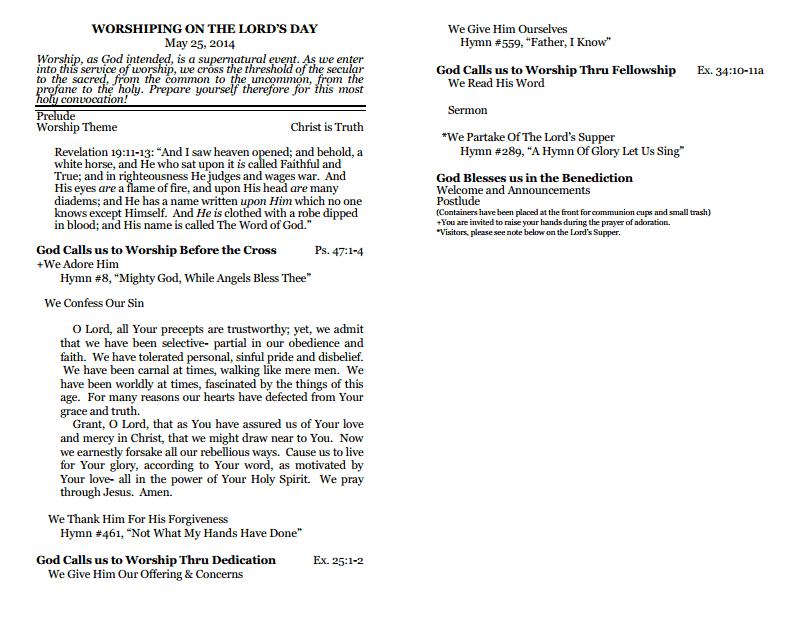 WORSHIPING ON THE LORD'S DAY
May 25, 2014
Worship, as God intended, is a supernatural event. As we enter
into this service of worship, we cross the threshold of the secular
to the sacred, from the common to the uncommon, from the
profane to the holy. Prepare yourself therefore for this most
holy convocation!
Prelude
Worship Theme Christ is Truth
Revelation 19:11-13: “And I saw heaven opened; and behold, a
white horse, and He who sat upon it is called Faithful and
True; and in righteousness He judges and wages war. And
His eyes are a flame of fire, and upon His head are many
diadems; and He has a name written upon Him which no one
knows except Himself. And He is clothed with a robe dipped
in blood; and His name is called The Word of God.”
God Calls us to Worship Before the Cross Ps. 47:1-4
+We Adore Him
Hymn #8, “Mighty God, While Angels Bless Thee”
We Confess Our Sin
O Lord, all Your precepts are trustworthy; yet, we admit
that we have been selective- partial in our obedience and
faith. We have tolerated personal, sinful pride and disbelief.
We have been carnal at times, walking like mere men. We
have been worldly at times, fascinated by the things of this
age. For many reasons our hearts have defected from Your
grace and truth.
Grant, O Lord, that as You have assured us of Your love
and mercy in Christ, that we might draw near to You. Now
we earnestly forsake all our rebellious ways. Cause us to live
for Your glory, according to Your word, as motivated by
Your love- all in the power of Your Holy Spirit. We pray
through Jesus. Amen.
We Thank Him For His Forgiveness
Hymn #461, “Not What My Hands Have Done”
God Calls us to Worship Thru Dedication Ex. 25:1-2
We Give Him Our Offering & Concerns
We Give Him Ourselves
Hymn #559, “Father, I Know”
God Calls us to Worship Thru Fellowship Ex. 34:10-11a
We Read His Word
Sermon
*We Partake Of The Lord's Supper
Hymn #289, “A Hymn Of Glory Let Us Sing”
God Blesses us in the Benediction
Welcome and Announcements
Postlude
(Containers have been placed at the front for communion cups and small trash)
+You are invited to raise your hands during the prayer of adoration.
*Visitors, please see note below on the Lord's Supper.